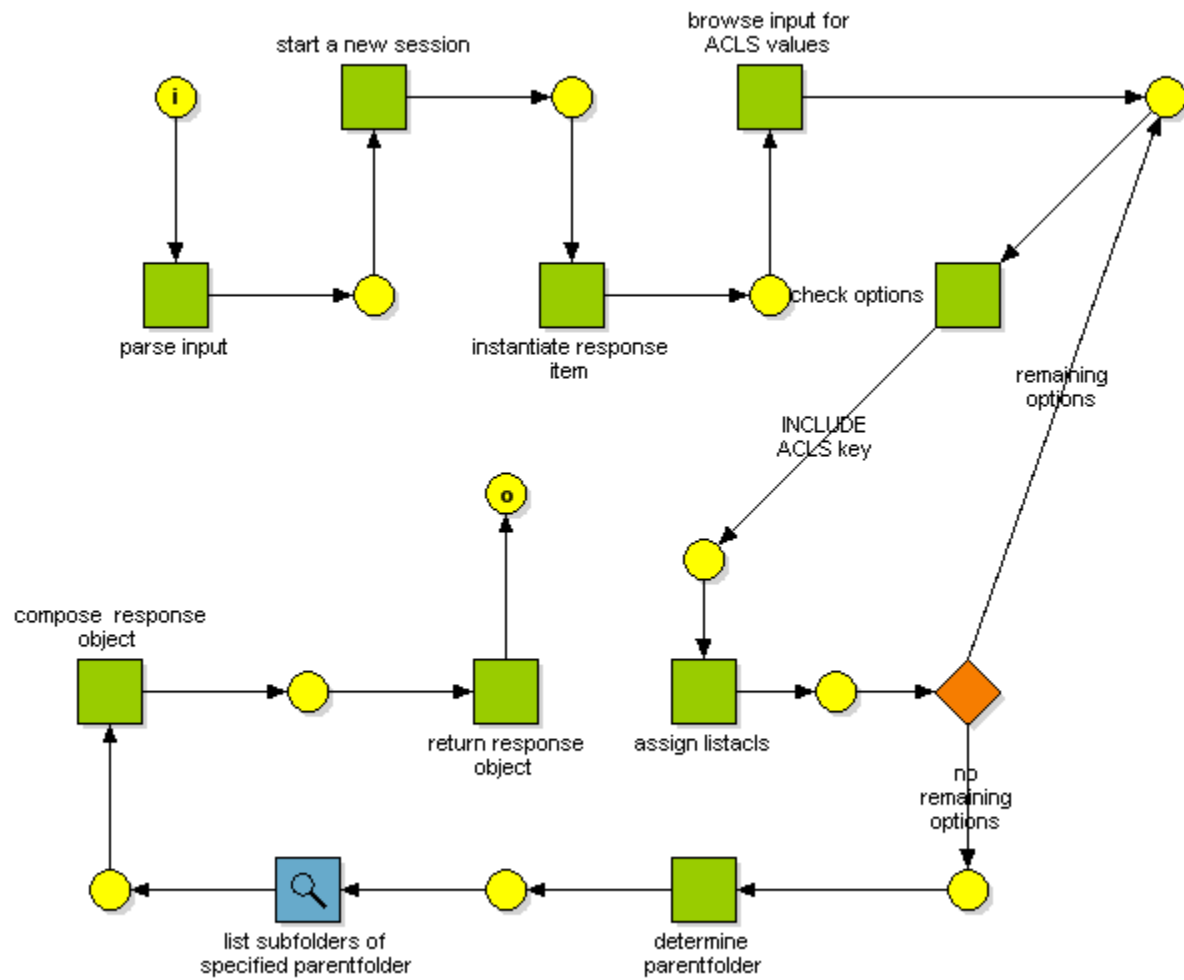 browse input for
ACLS values
start a new session
i
check options
parse input
instantiate response
item
remaining
options
INCLUDE
ACLS key
o
compose  response
object
return response
object
assign listacls
no
remaining
options
list subfolders of
specified parentfolder
determine
parentfolder